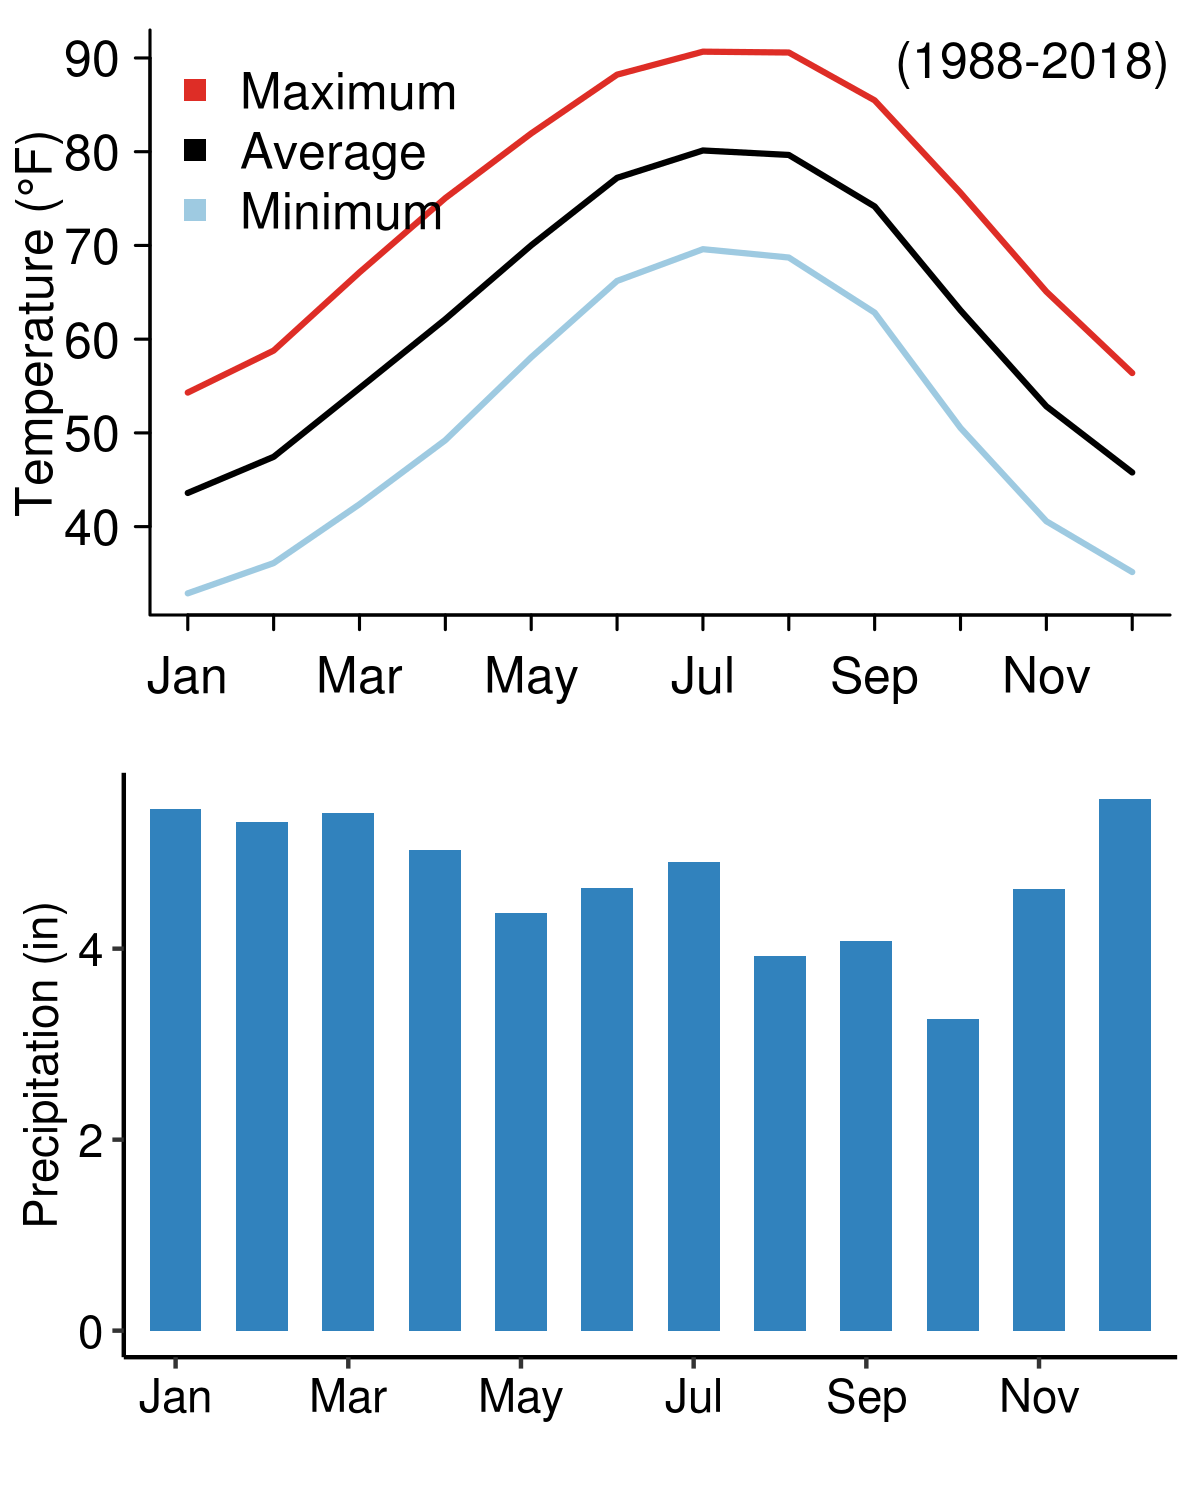 (1988-2018)
Maximum
Average
Minimum
Temperature (°F)
90
80
70
60
50
40
Jan Mar May Jul Sep Nov
Precipitation (in)
4
2
0
Jan Mar May Jul Sep Nov